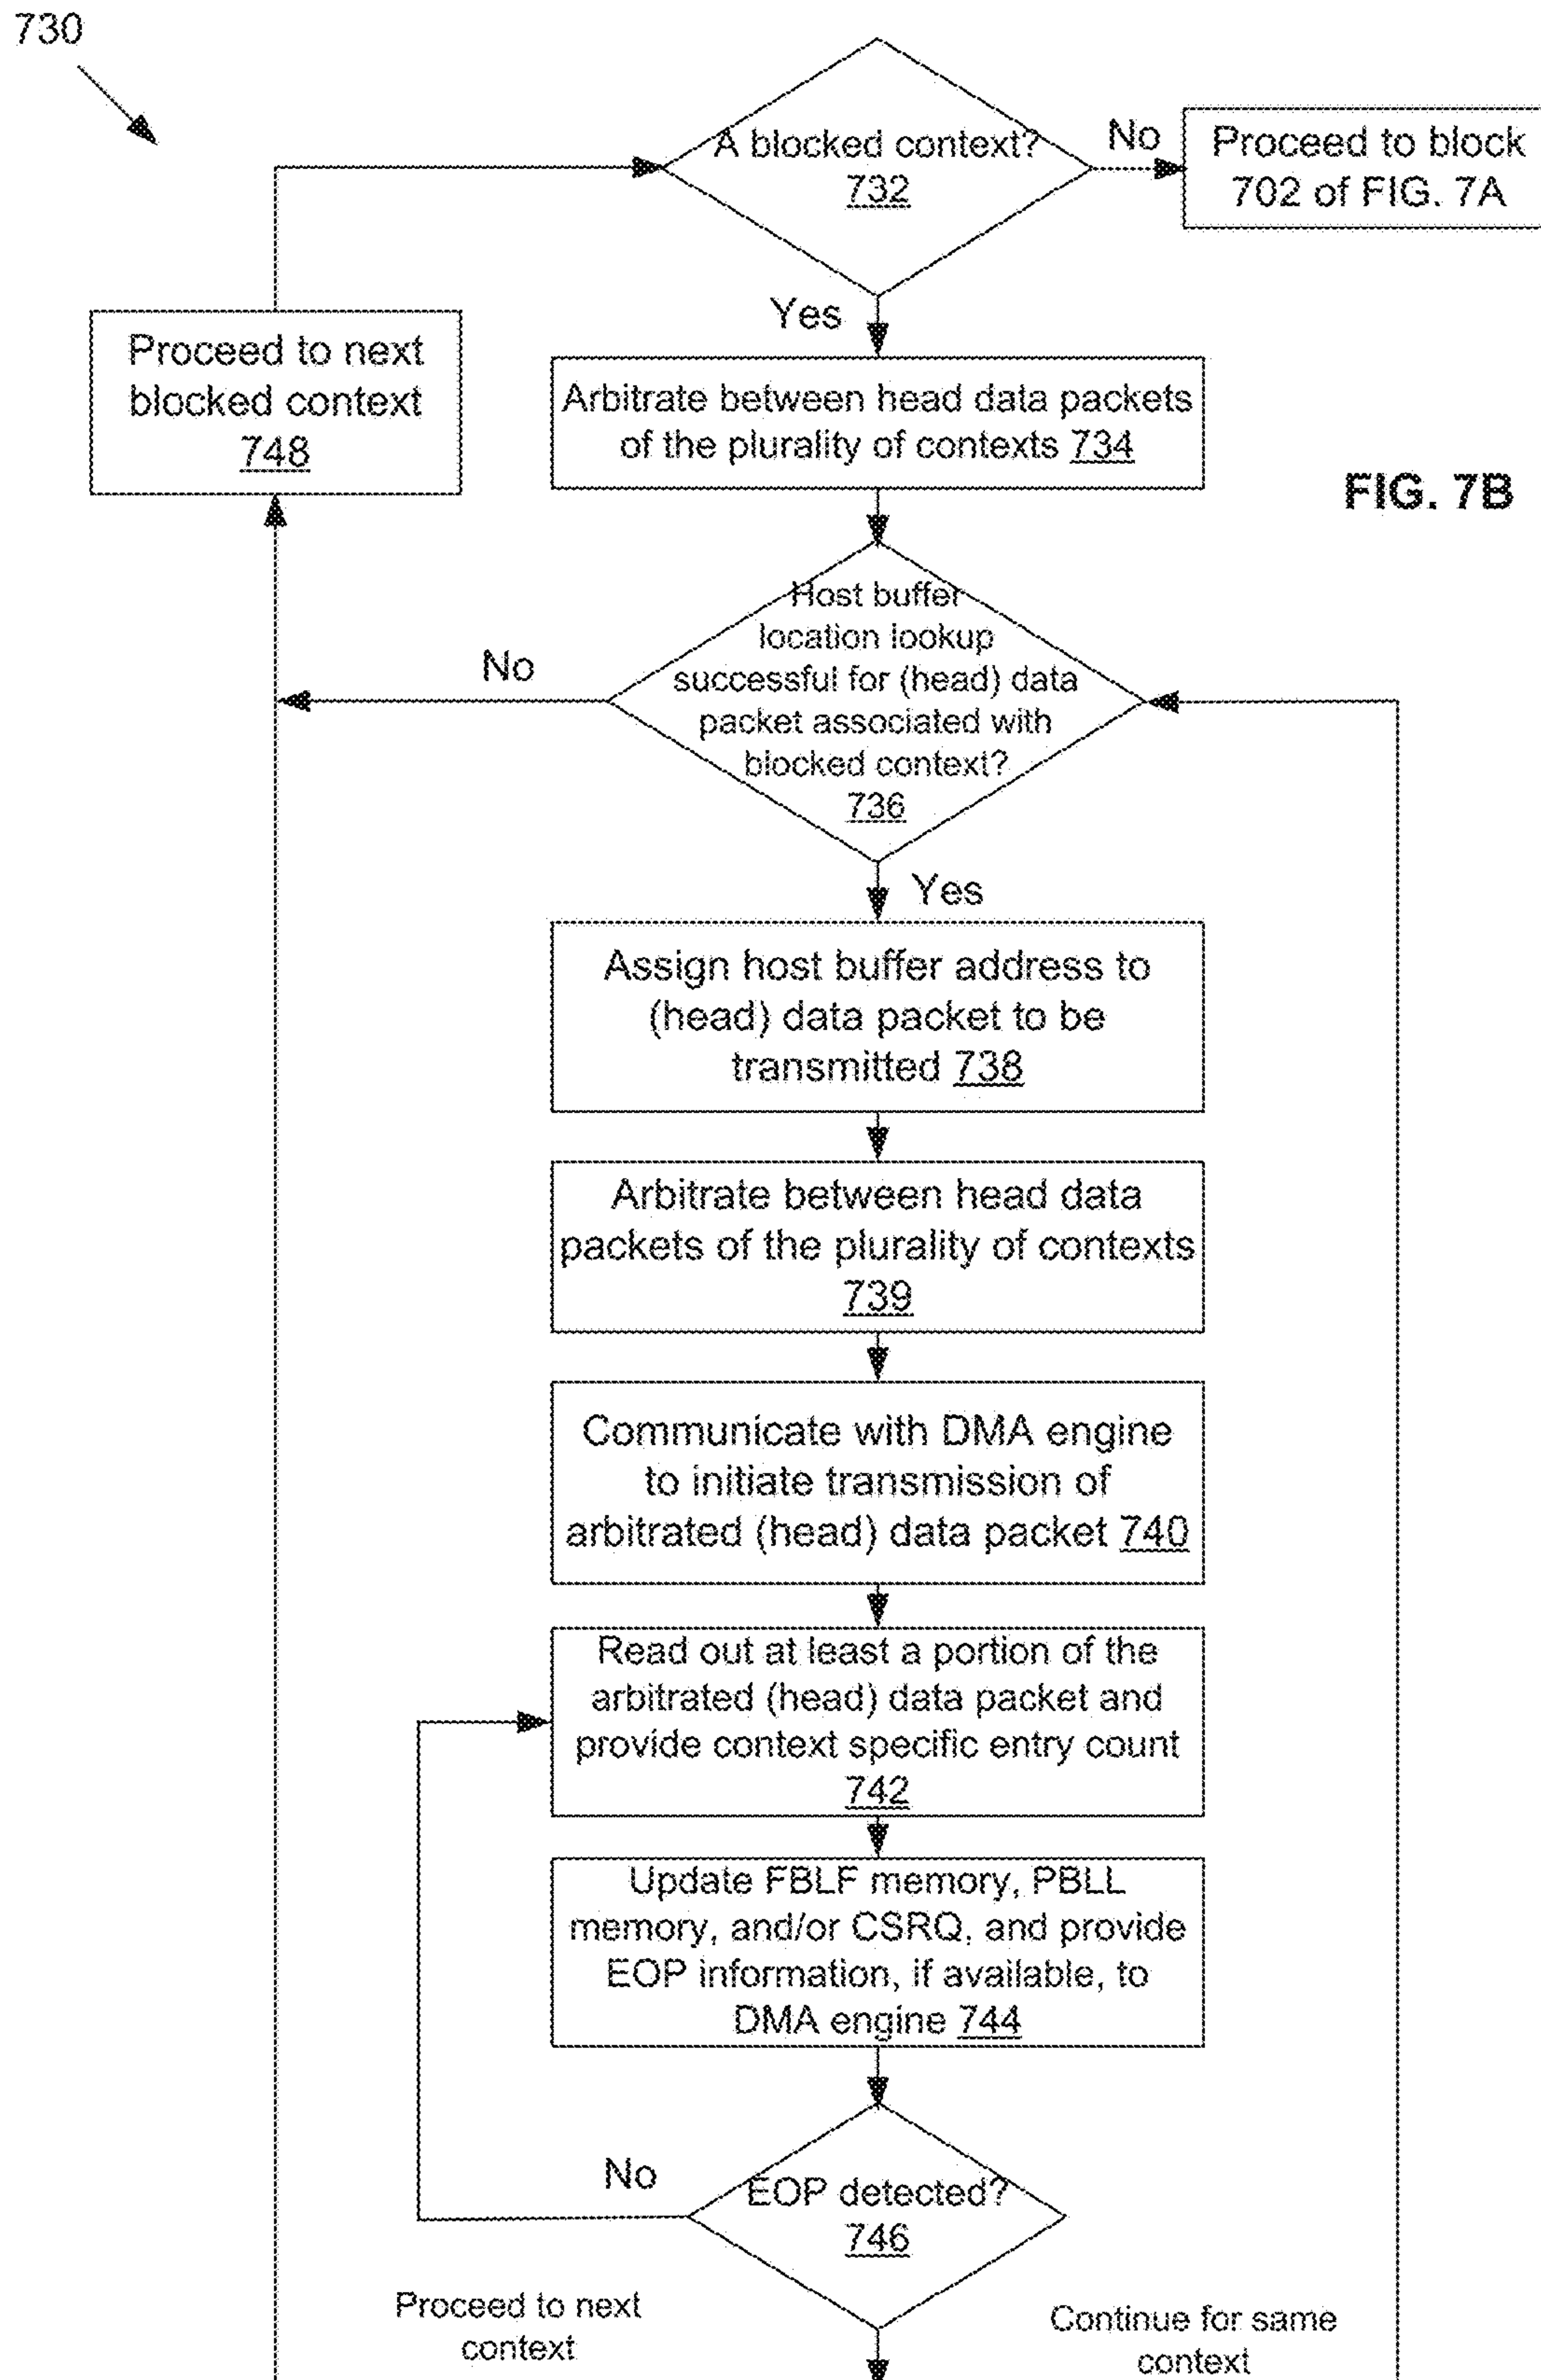 730
A blocked context?
732
No
Proceed to block
702 of FIG. 7A
Yes
Proceed to next
blocked context
748
Arbitrate between head data packets
of the plurality of contexts 734
FIG. 7B
Host buffer
location lookup
successful for (head) data
packet associated with
blocked context?
736
No
Yes
Assign host buffer address to
(head) data packet to be
transmitted 738
Arbitrate between head data
packets of the plurality of contexts
739
Communicate with DMA engine
to initiate transmission of
arbitrated (head) data packet 740
Read out at least a portion of the
arbitrated (head) data packet and
provide context specific entry count
742
Update FBLF memory, PBLL
memory, and/or CSRQ, and provide
EOP information, if available, to
DMA engine 744
No
EOP detected?
746
Proceed to next
context
Continue for same
context